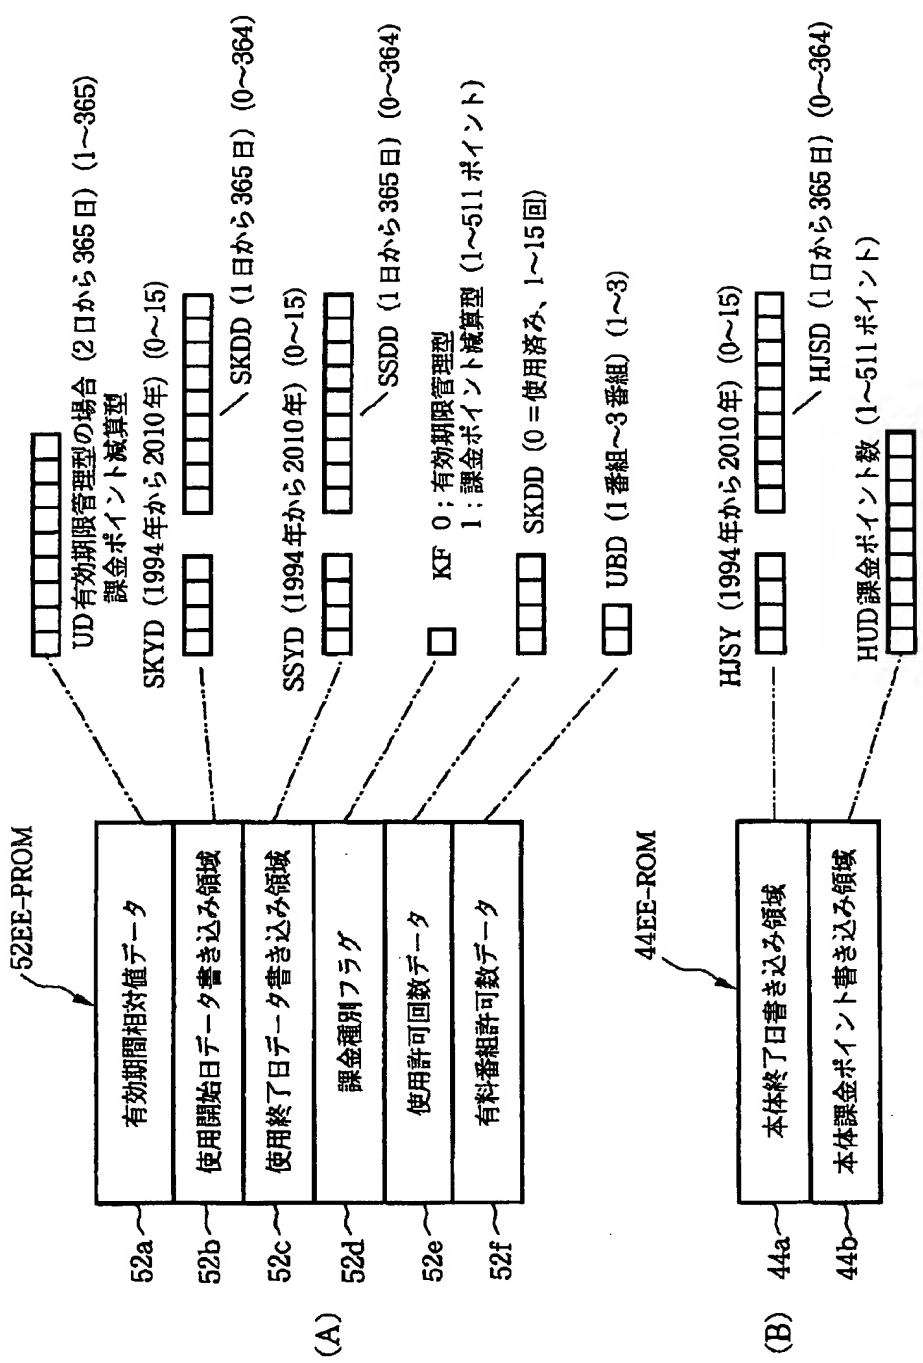 (A)
52EE-PROM
52a
有効期間相対値データ
52b
使用開始日データ書き込み領域
52c
使用終了日データ書き込み領域
52d
課金種別フラグ
52e
使用許可回数データ
52f
有料番組許可数データ
UD有効期限管理型の場合 (2日から365日) (1〜365)
課金ポイント減算型
SKYD (1994年から2010年) (0〜15)
SKDD (1日から365日) (0〜364)
SSYD (1994年から2010年) (0〜15)
SSDD (1日から365日) (0〜364)
KF 0;有効期限管理型
1;課金ポイント減算型 (1〜511ポイント)
SKDD (0=使用済み、1〜15回)
UBD (1番組〜3番組) (1〜3)
(B)
44EE-ROM
44a
本体終了日書き込み領域
44b
本体課金ポイント書き込み領域
HJSY (1994年から2010年) (0〜15)
HJSD (1日から365日) (0〜364)
HUD課金ポイント数 (1〜511ポイント)